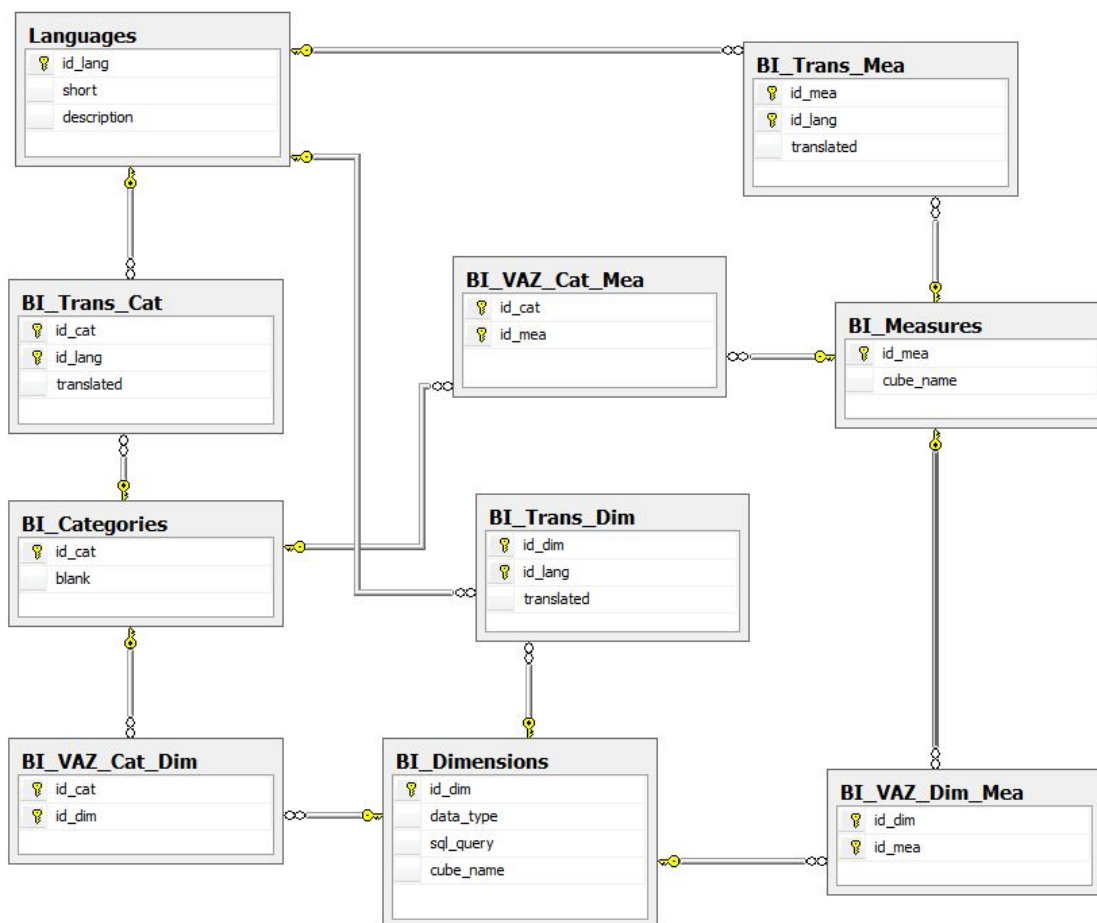 Languages
id_lang
short
description
BI_Trans_Mea
id_mea
id_lang
translated
BI_Trans_Cat
id_cat
id_lang
translated
BI_VAZ_Cat_Mea
id_cat
id_mea
BI_Measures
id_mea
cube_name
BI_Categories
id_cat
blank
BI_Trans_Dim
id_dim
id_lang
translated
BI_VAZ_Cat_Dim
id_cat
id_dim
BI_Dimensions
id_dim
data_type
sql_query
cube_name
BI_VAZ_Dim_Mea
id_dim
id_mea